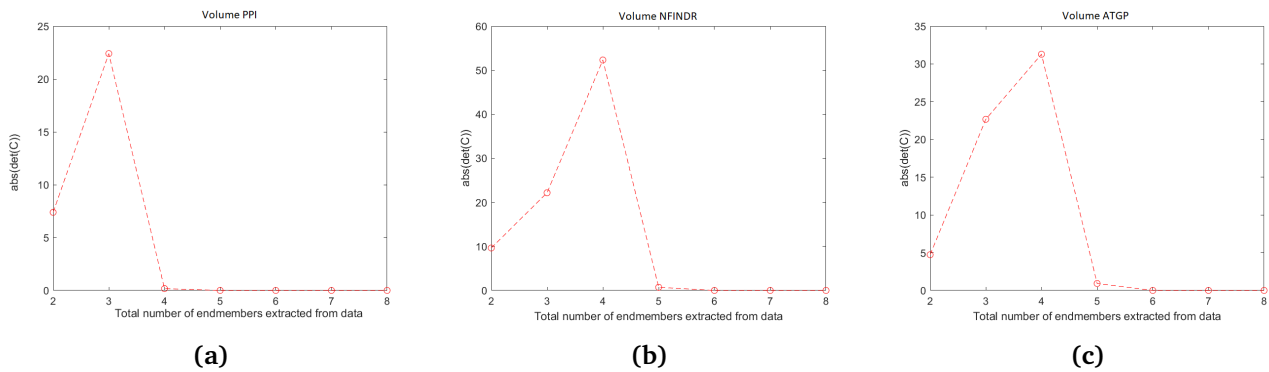 Volume PPI
25
20
15
10
5
0
abs(det(C))
2 3 4 5 6 7 8
Total number of endmembers extracted from data
(a)
Volume NFINDR
60
50
40
30
20
10
0
abs(det(C))
2 3 4 5 6 7 8
Total number of endmembers extracted from data
(b)
Volume ATGP
35
30
25
20
15
10
5
0
abs(det(C))
2 3 4 5 6 7 8
Total number of endmembers extracted from data
(c)